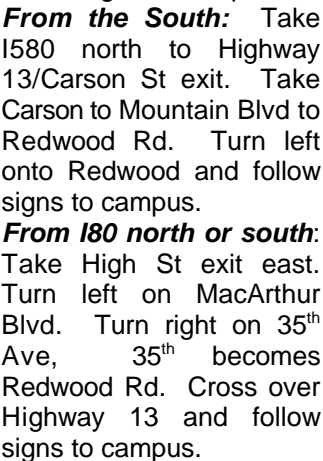 From the South: Take
I580 north to Highway
13/Carson St exit. Take
Carson to Mountain Blvd to
Redwood Rd. Turn left
onto Redwood and follow
signs to campus.
From I80 north or south:
Take High St exit east.
Turn left on MacArthur
Blvd. Turn right on 35th
Ave, 35th becomes
Redwood Rd. Cross over
Highway 13 and follow
signs to campus.